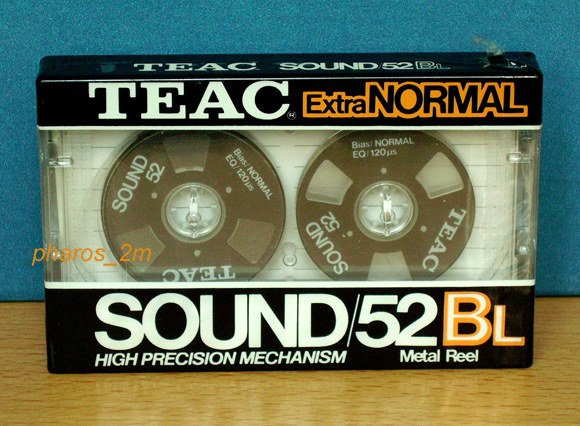 TEAC SOUND/52 BL
TEAC® ExtraNORMAL
SOUND 52
Bias/NORMAL
EQ/120μs
TEAC
Bias/NORMAL
EQ/120μs
SOUND 52
TEAC
pharos_2m
SOUND/52 BL
HIGH PRECISION MECHANISM Metal Reel